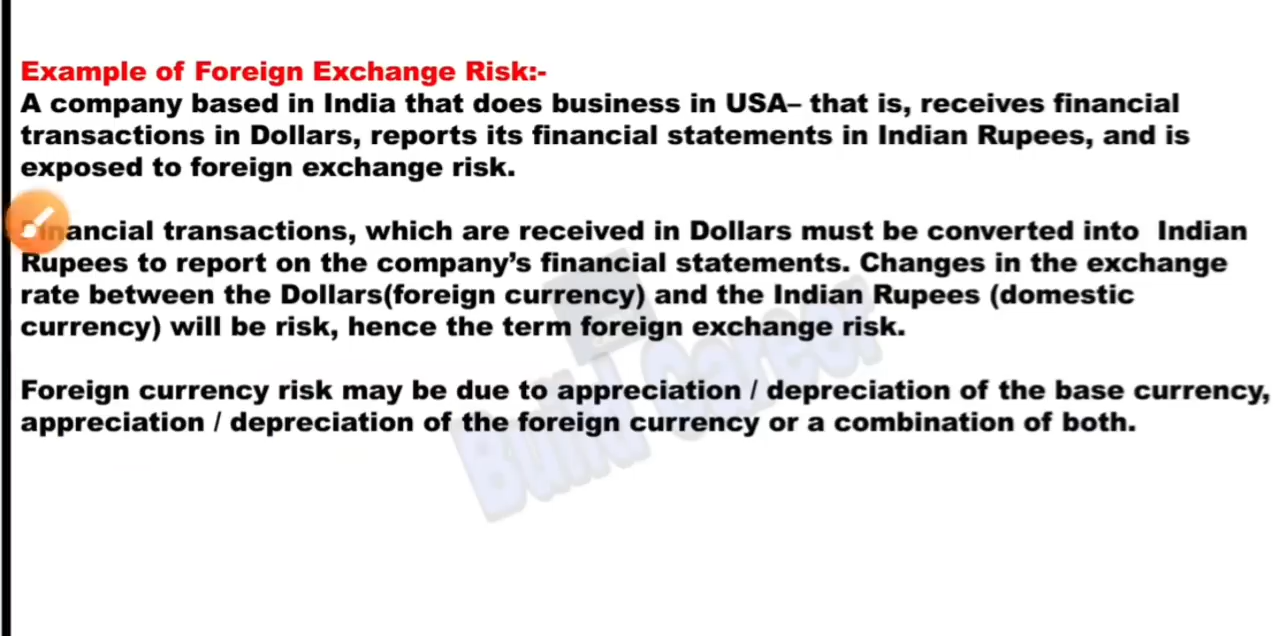 Example of Foreign Exchange Risk:-
A company based in India that does business in USA– that is, receives financial
transactions in Dollars, reports its financial statements in Indian Rupees, and is
exposed to foreign exchange risk.
Financial transactions, which are received in Dollars must be converted into Indian
Rupees to report on the company's financial statements. Changes in the exchange
rate between the Dollars(foreign currency) and the Indian Rupees (domestic
currency) will be risk, hence the term foreign exchange risk.
Foreign currency risk may be due to appreciation / depreciation of the base currency,
appreciation / depreciation of the foreign currency or a combination of both.
Build Career